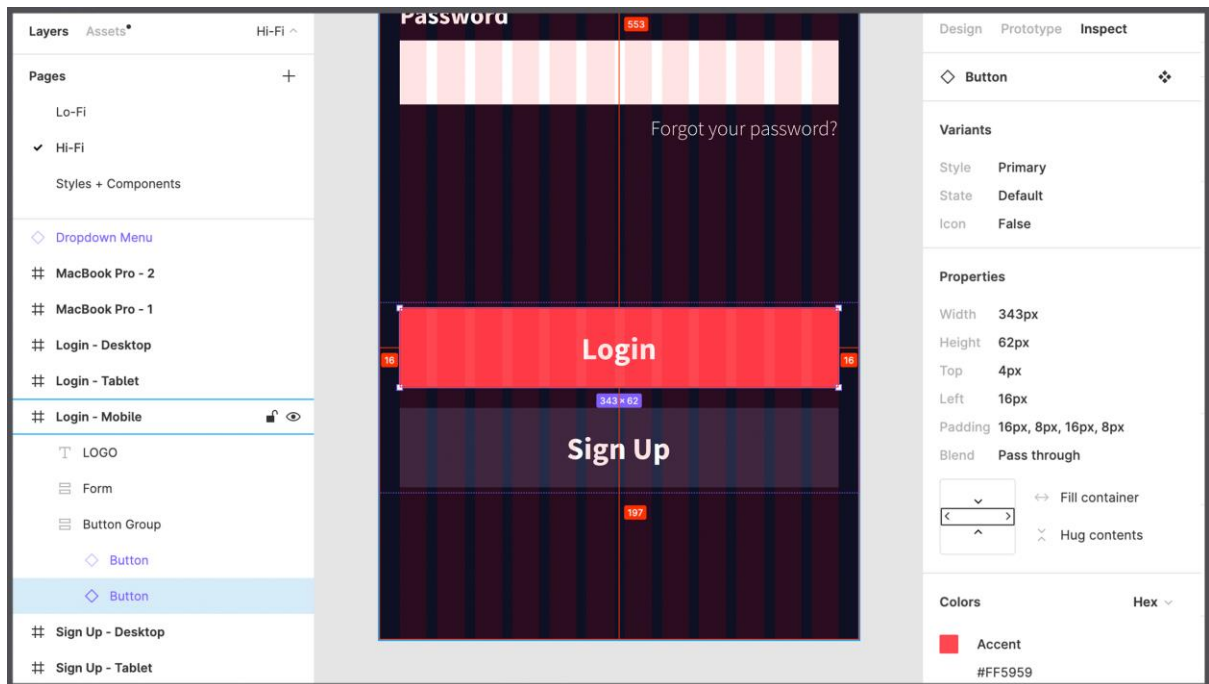 Layers Assets Hi-Fi
Pages
Lo-Fi
Hi-Fi
Styles + Components
Dropdown Menu
MacBook Pro - 2
MacBook Pro - 1
Login - Desktop
Login - Tablet
Login - Mobile
LOGO
Form
Button Group
Button
Button
Sign Up - Desktop
Sign Up - Tablet
Password
553
Forgot your password?
Login
16
16
343 × 62
Sign Up
197
Design Prototype Inspect
Button
Variants
Style Primary
State Default
Icon False
Properties
Width 343px
Height 62px
Top 4px
Left 16px
Padding 16px, 8px, 16px, 8px
Blend Pass through
Fill container
Hug contents
Colors Hex
Accent
#FF5959